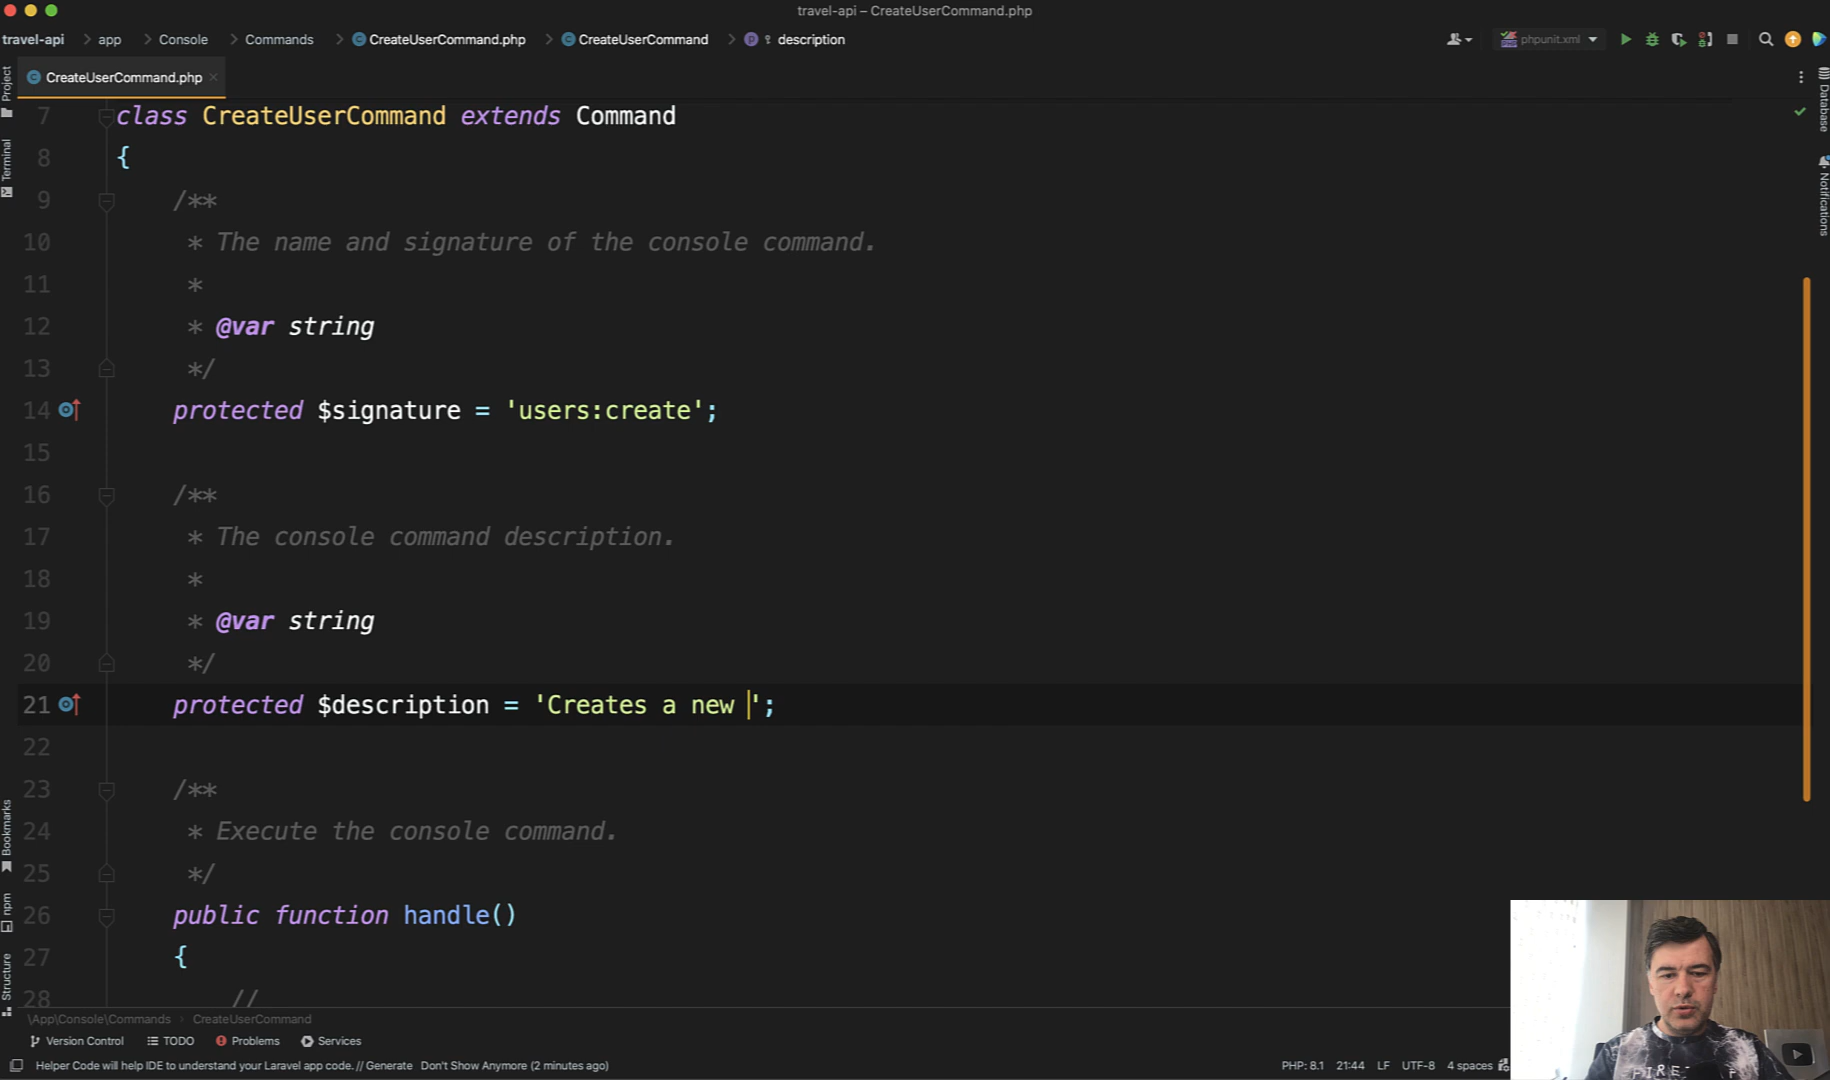 travel-api – CreateUserCommand.php
travel-api app Console Commands CreateUserCommand.php CreateUserCommand description
phpunit.xml
CreateUserCommand.php
Project
Terminal
Bookmarks
npm
Structure
Database
Notifications
7 class CreateUserCommand extends Command
8 {
9 /**
10 * The name and signature of the console command.
11 *
12 * @var string
13 */
14 protected $signature = 'users:create';
15
16 /**
17 * The console command description.
18 *
19 * @var string
20 */
21 protected $description = 'Creates a new ';
22
23 /**
24 * Execute the console command.
25 */
26 public function handle()
27 {
28 //
\App\Console\Commands CreateUserCommand
Version Control TODO Problems Services
Helper Code will help IDE to understand your Laravel app code. // Generate Don't Show Anymore (2 minutes ago)
PHP: 8.1 21:44 LF UTF-8 4 spaces